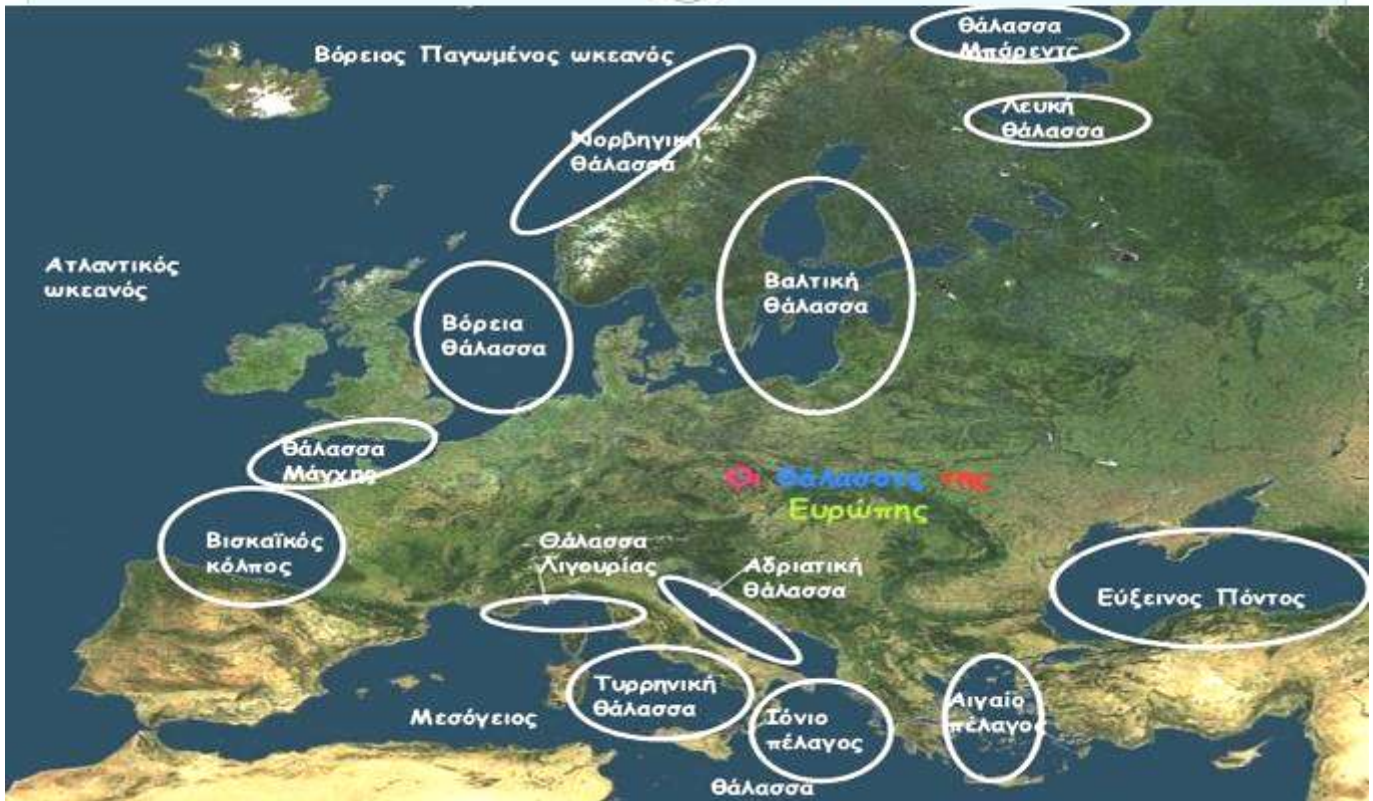 θάλασσα
Μπάρεντς
Βόρειος Παγωμένος ωκεανός
Λευκή
θάλασσα
Νορβηγική
θάλασσα
Ατλαντικός
ωκεανός
Βαλτική
θάλασσα
Βόρεια
θάλασσα
θάλασσα
Μάγχης
Οι θάλασσες της
Ευρώπης
Βισκαϊκός
κόλπος
Θάλασσα
Λιγουρίας
Αδριατική
θάλασσα
Εύξεινος Πόντος
Τυρρηνική
θάλασσα
Μεσόγειος
Ιόνιο
πέλαγος
Αιγαίο
πέλαγος
θάλασσα